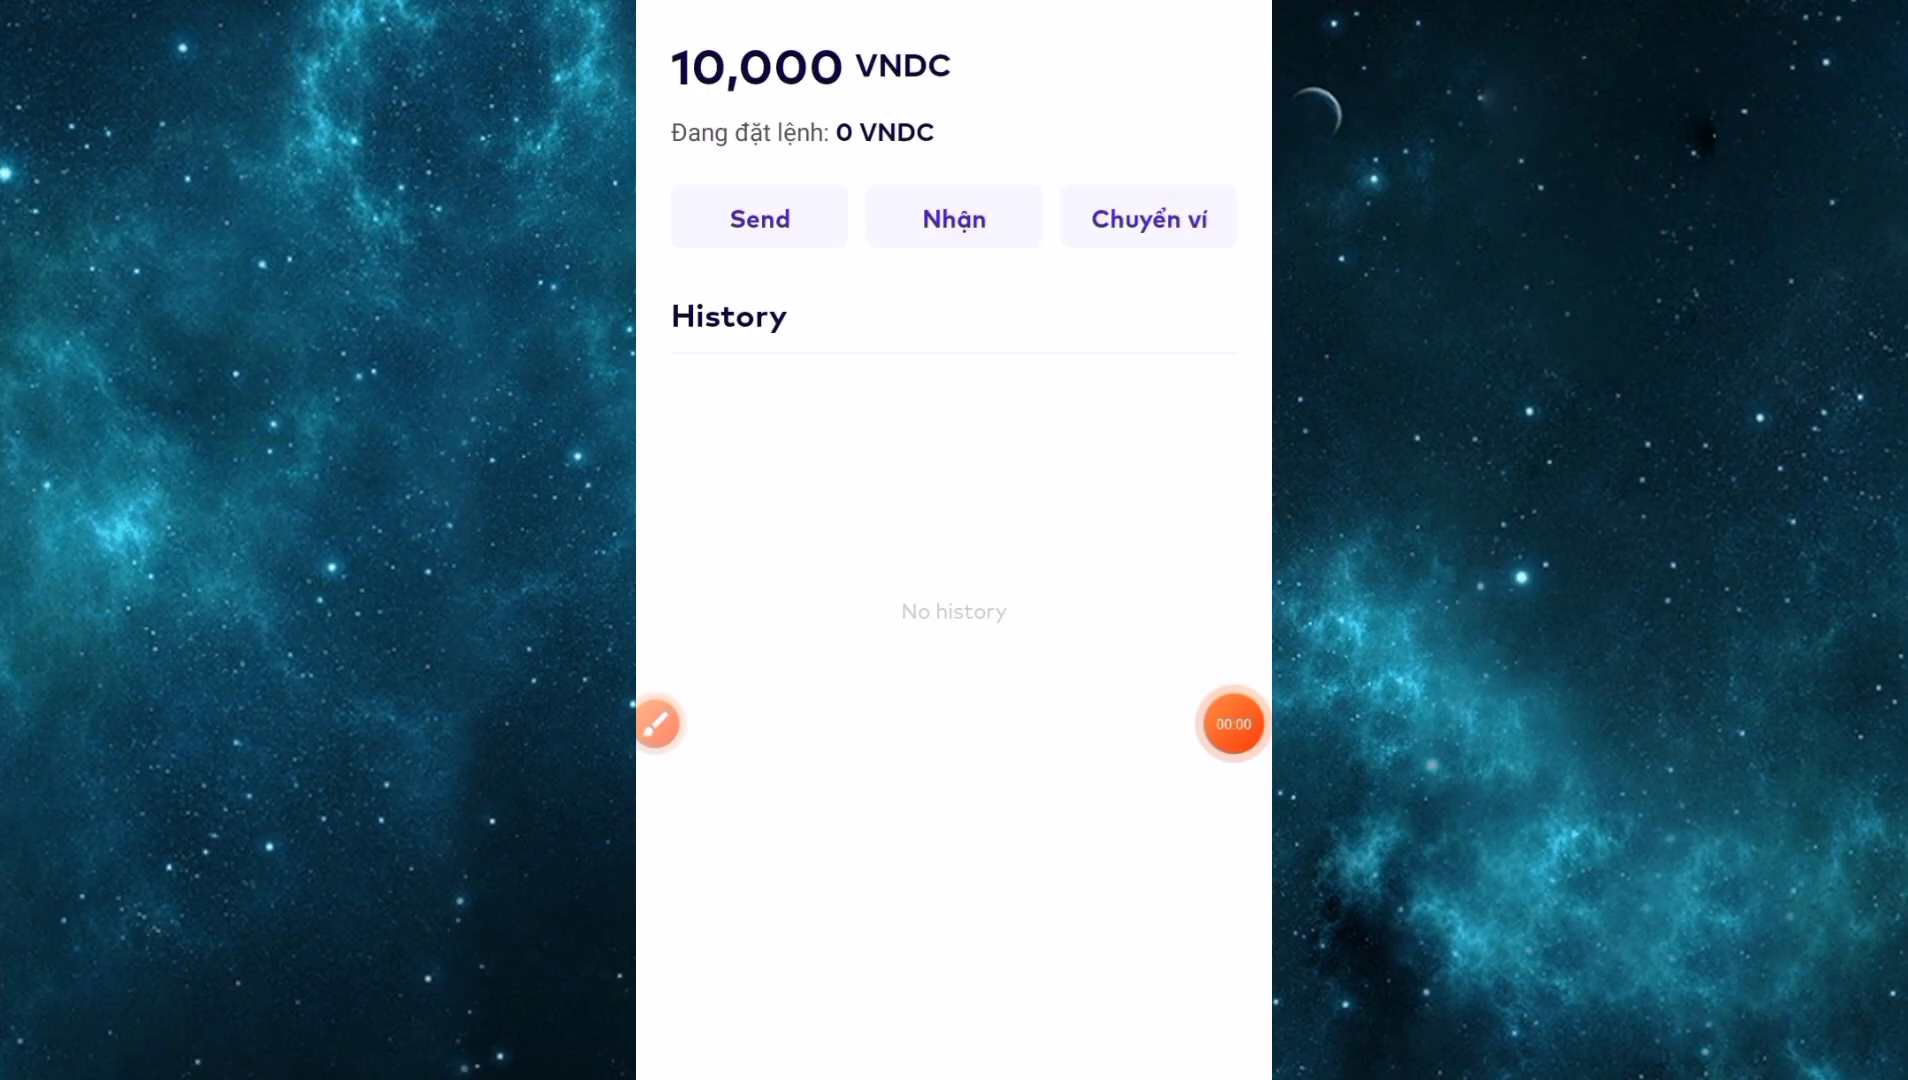 10,000 VNDC
Đang đặt lệnh: 0 VNDC
Send Nhận Chuyển ví
History
No history
00:00